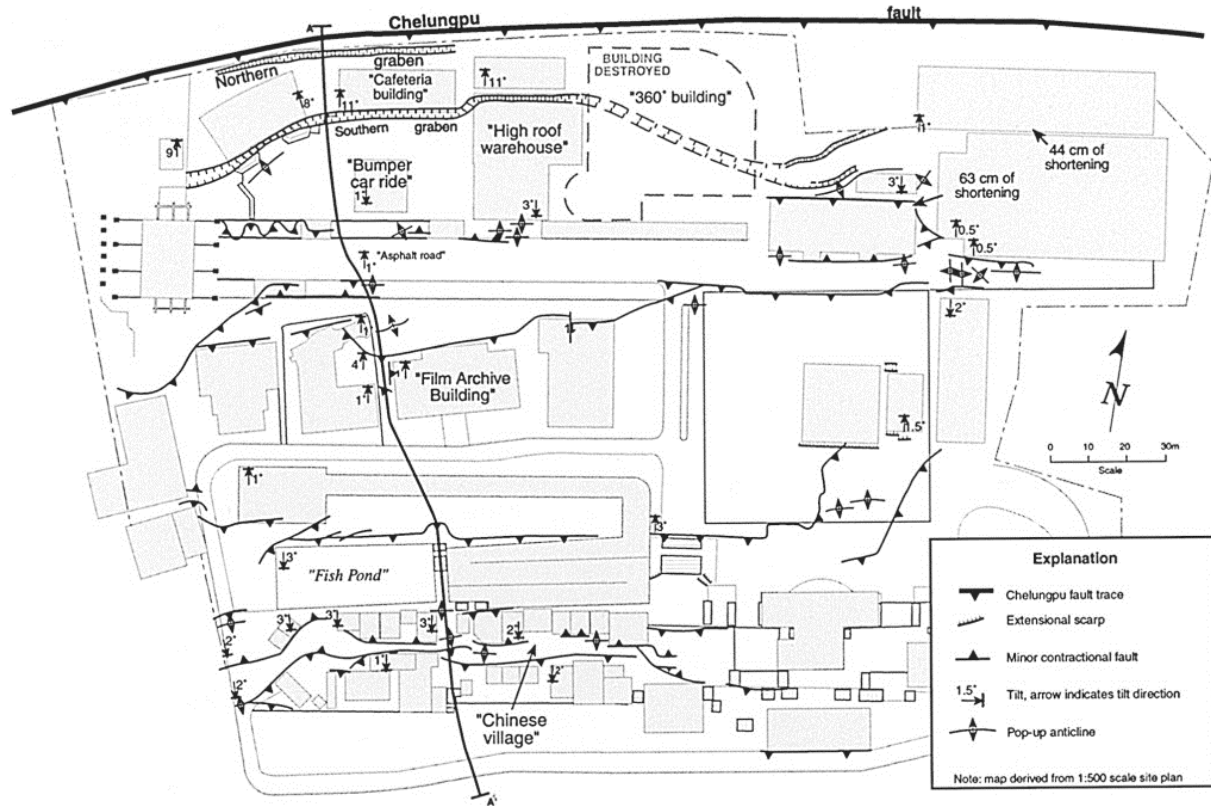 Chelungpu
fault
A
Northern
graben
BUILDING
DESTROYED
"Cafeteria
building"
11°
"360° building"
8°
11°
Southern
graben
"High roof
warehouse"
1°
44 cm of
shortening
9°
"Bumper
car ride"
1°
63 cm of
shortening
3°
3°
0.5°
0.5°
1°
"Asphalt road"
2°
1°
4°
1°
"Film Archive
Building"
1°
1.5°
N
0 10 20 30m
Scale
1°
3°
3°
"Fish Pond"
3°
3°
3°
2°
2°
1°
2°
2°
"Chinese
village"
A'
Explanation
Chelungpu fault trace
Extensional scarp
Minor contractional fault
1.5°
Tilt, arrow indicates tilt direction
Pop-up anticline
Note: map derived from 1:500 scale site plan